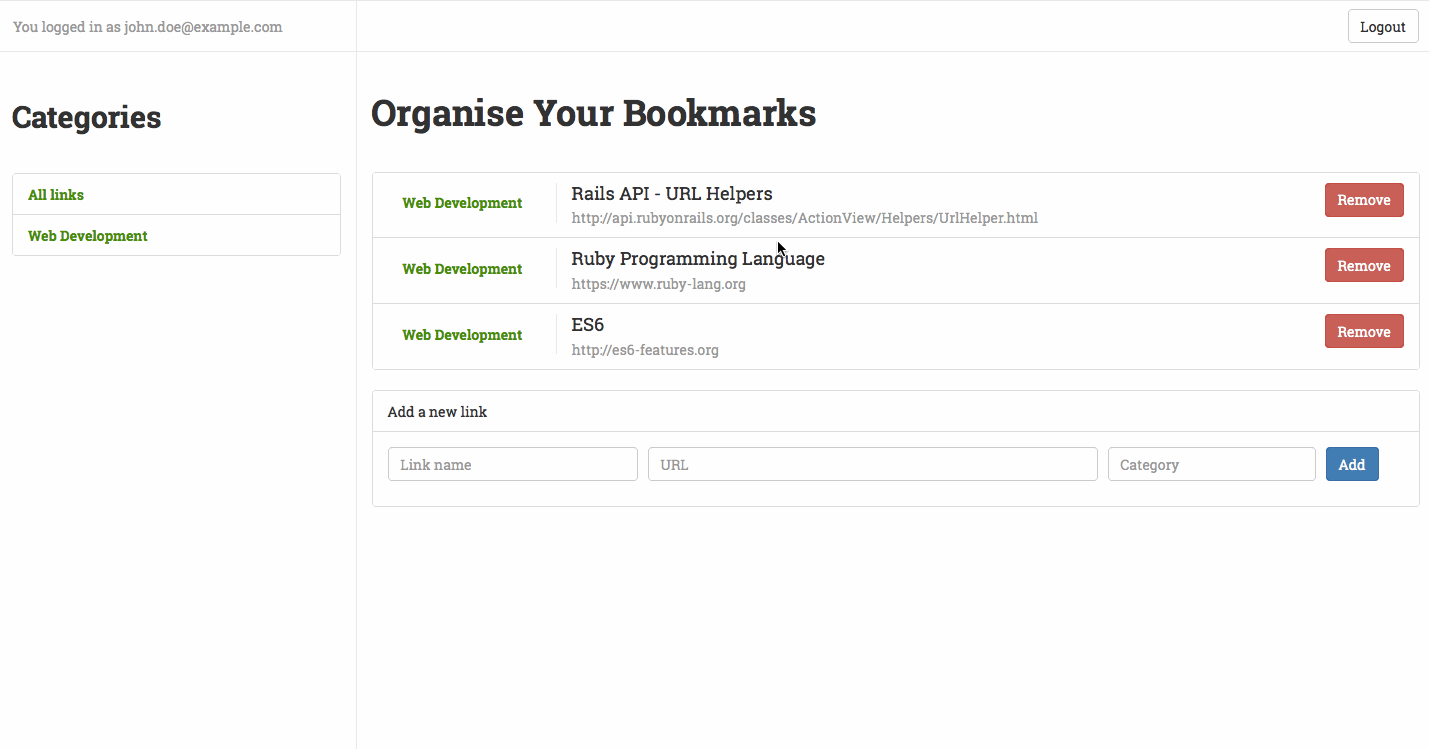 You logged in as john.doe@example.com
Logout
Categories
All links
Web Development
Organise Your Bookmarks
Web Development
Rails API - URL Helpers
http://api.rubyonrails.org/classes/ActionView/Helpers/UrlHelper.html
Remove
Web Development
Ruby Programming Language
https://www.ruby-lang.org
Remove
Web Development
ES6
http://es6-features.org
Remove
Add a new link
Link name
URL
Category
Add